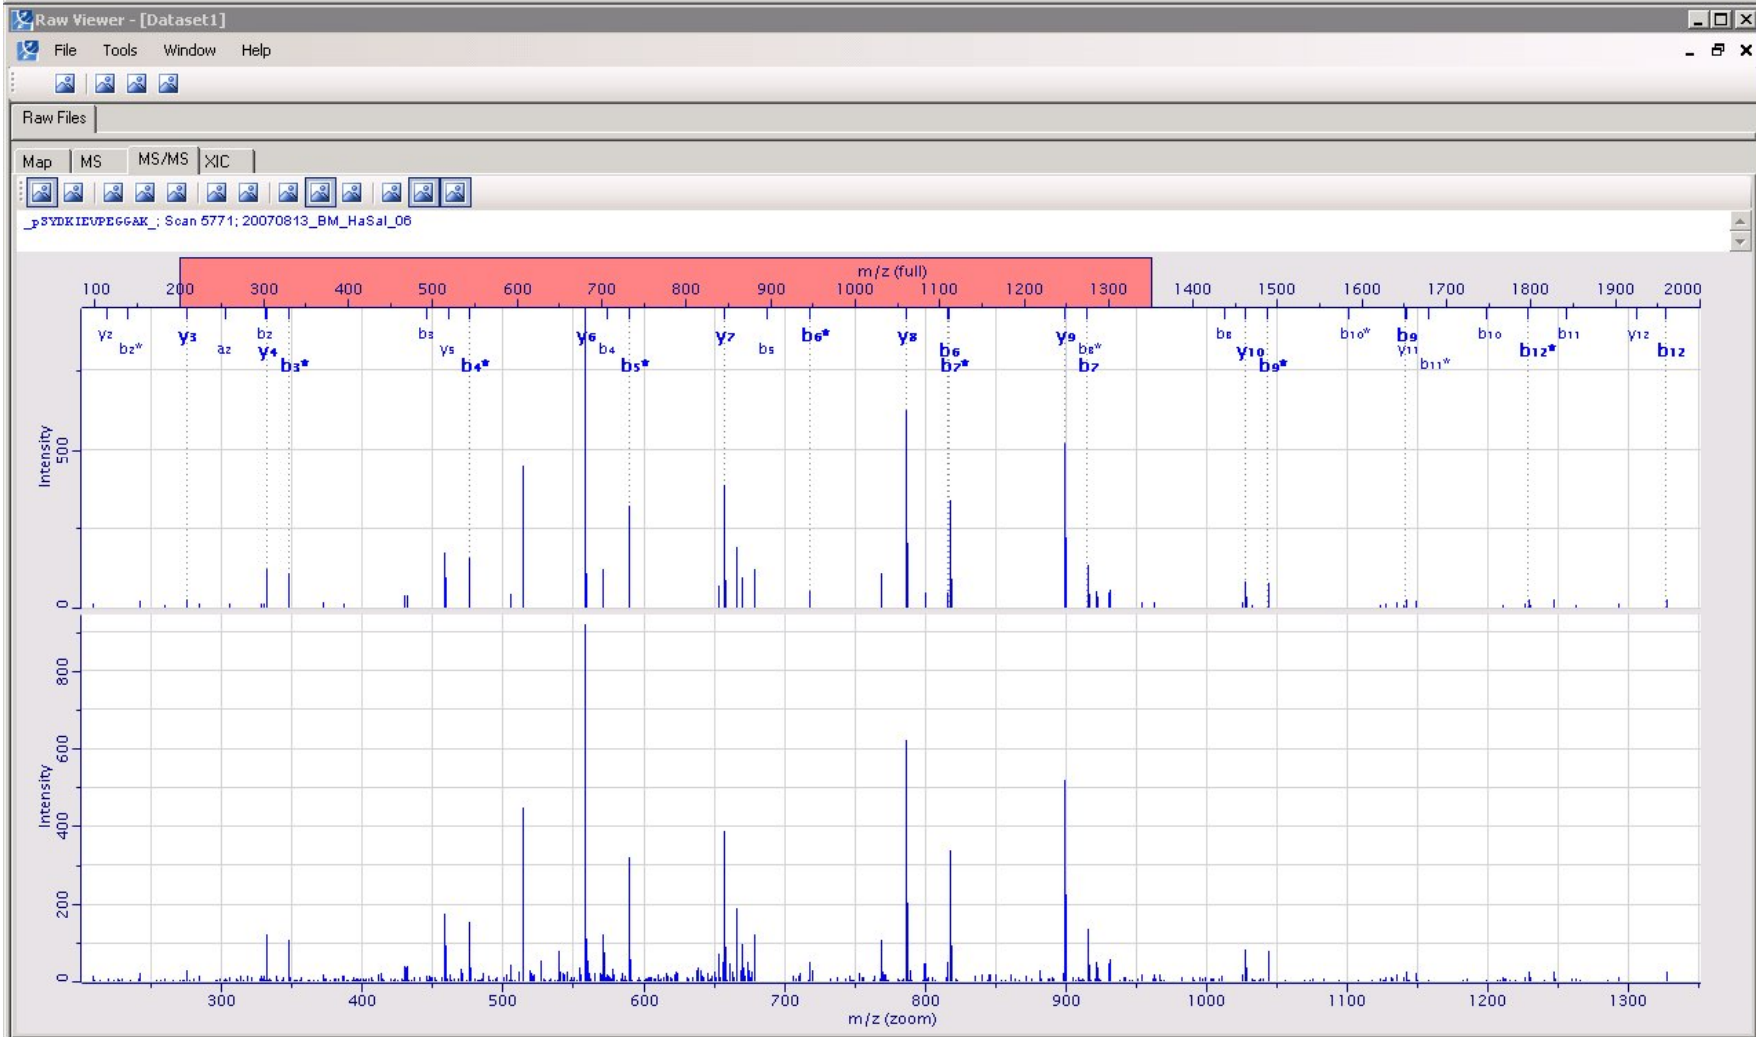 Raw Viewer - [Dataset1]
File Tools Window Help
Raw Files
Map MS MS/MS XIC
_pSYDKIEVPEGGAK_; Scan 5771; 20070813_BM_HaSal_06
m/z (full)
100 200 300 400 500 600 700 800 900 1000 1100 1200 1300 1400 1500 1600 1700 1800 1900 2000
y2 y3 b2 b3 y6 y7 b6* y8 y9 b8 b10* b9 b10 b11 y12
b2* a2 y4 y5 b4 b5 b6 b8* y10 y11 b12* b12
b3* b4* b5* b7* b7 b9* b11*
Intensity
500
0
Intensity
800
600
400
200
0
300 400 500 600 700 800 900 1000 1100 1200 1300
m/z (zoom)